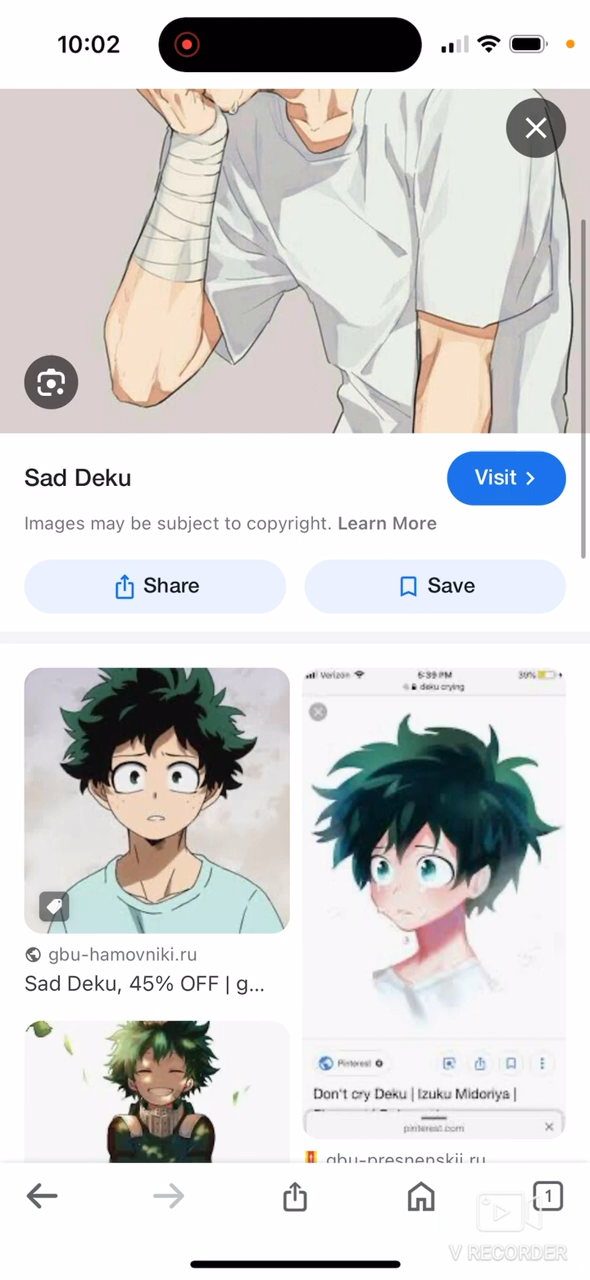 10:02
Sad Deku
Visit
Images may be subject to copyright. Learn More
Share
Save
Verizon 5:39 PM 39%
deku crying
gbu-hamovniki.ru
Sad Deku, 45% OFF | g...
Pinterest
Don't cry Deku | Izuku Midoriya |
pinterest.com
gbu-presnenskij.ru
1
V RECORDER